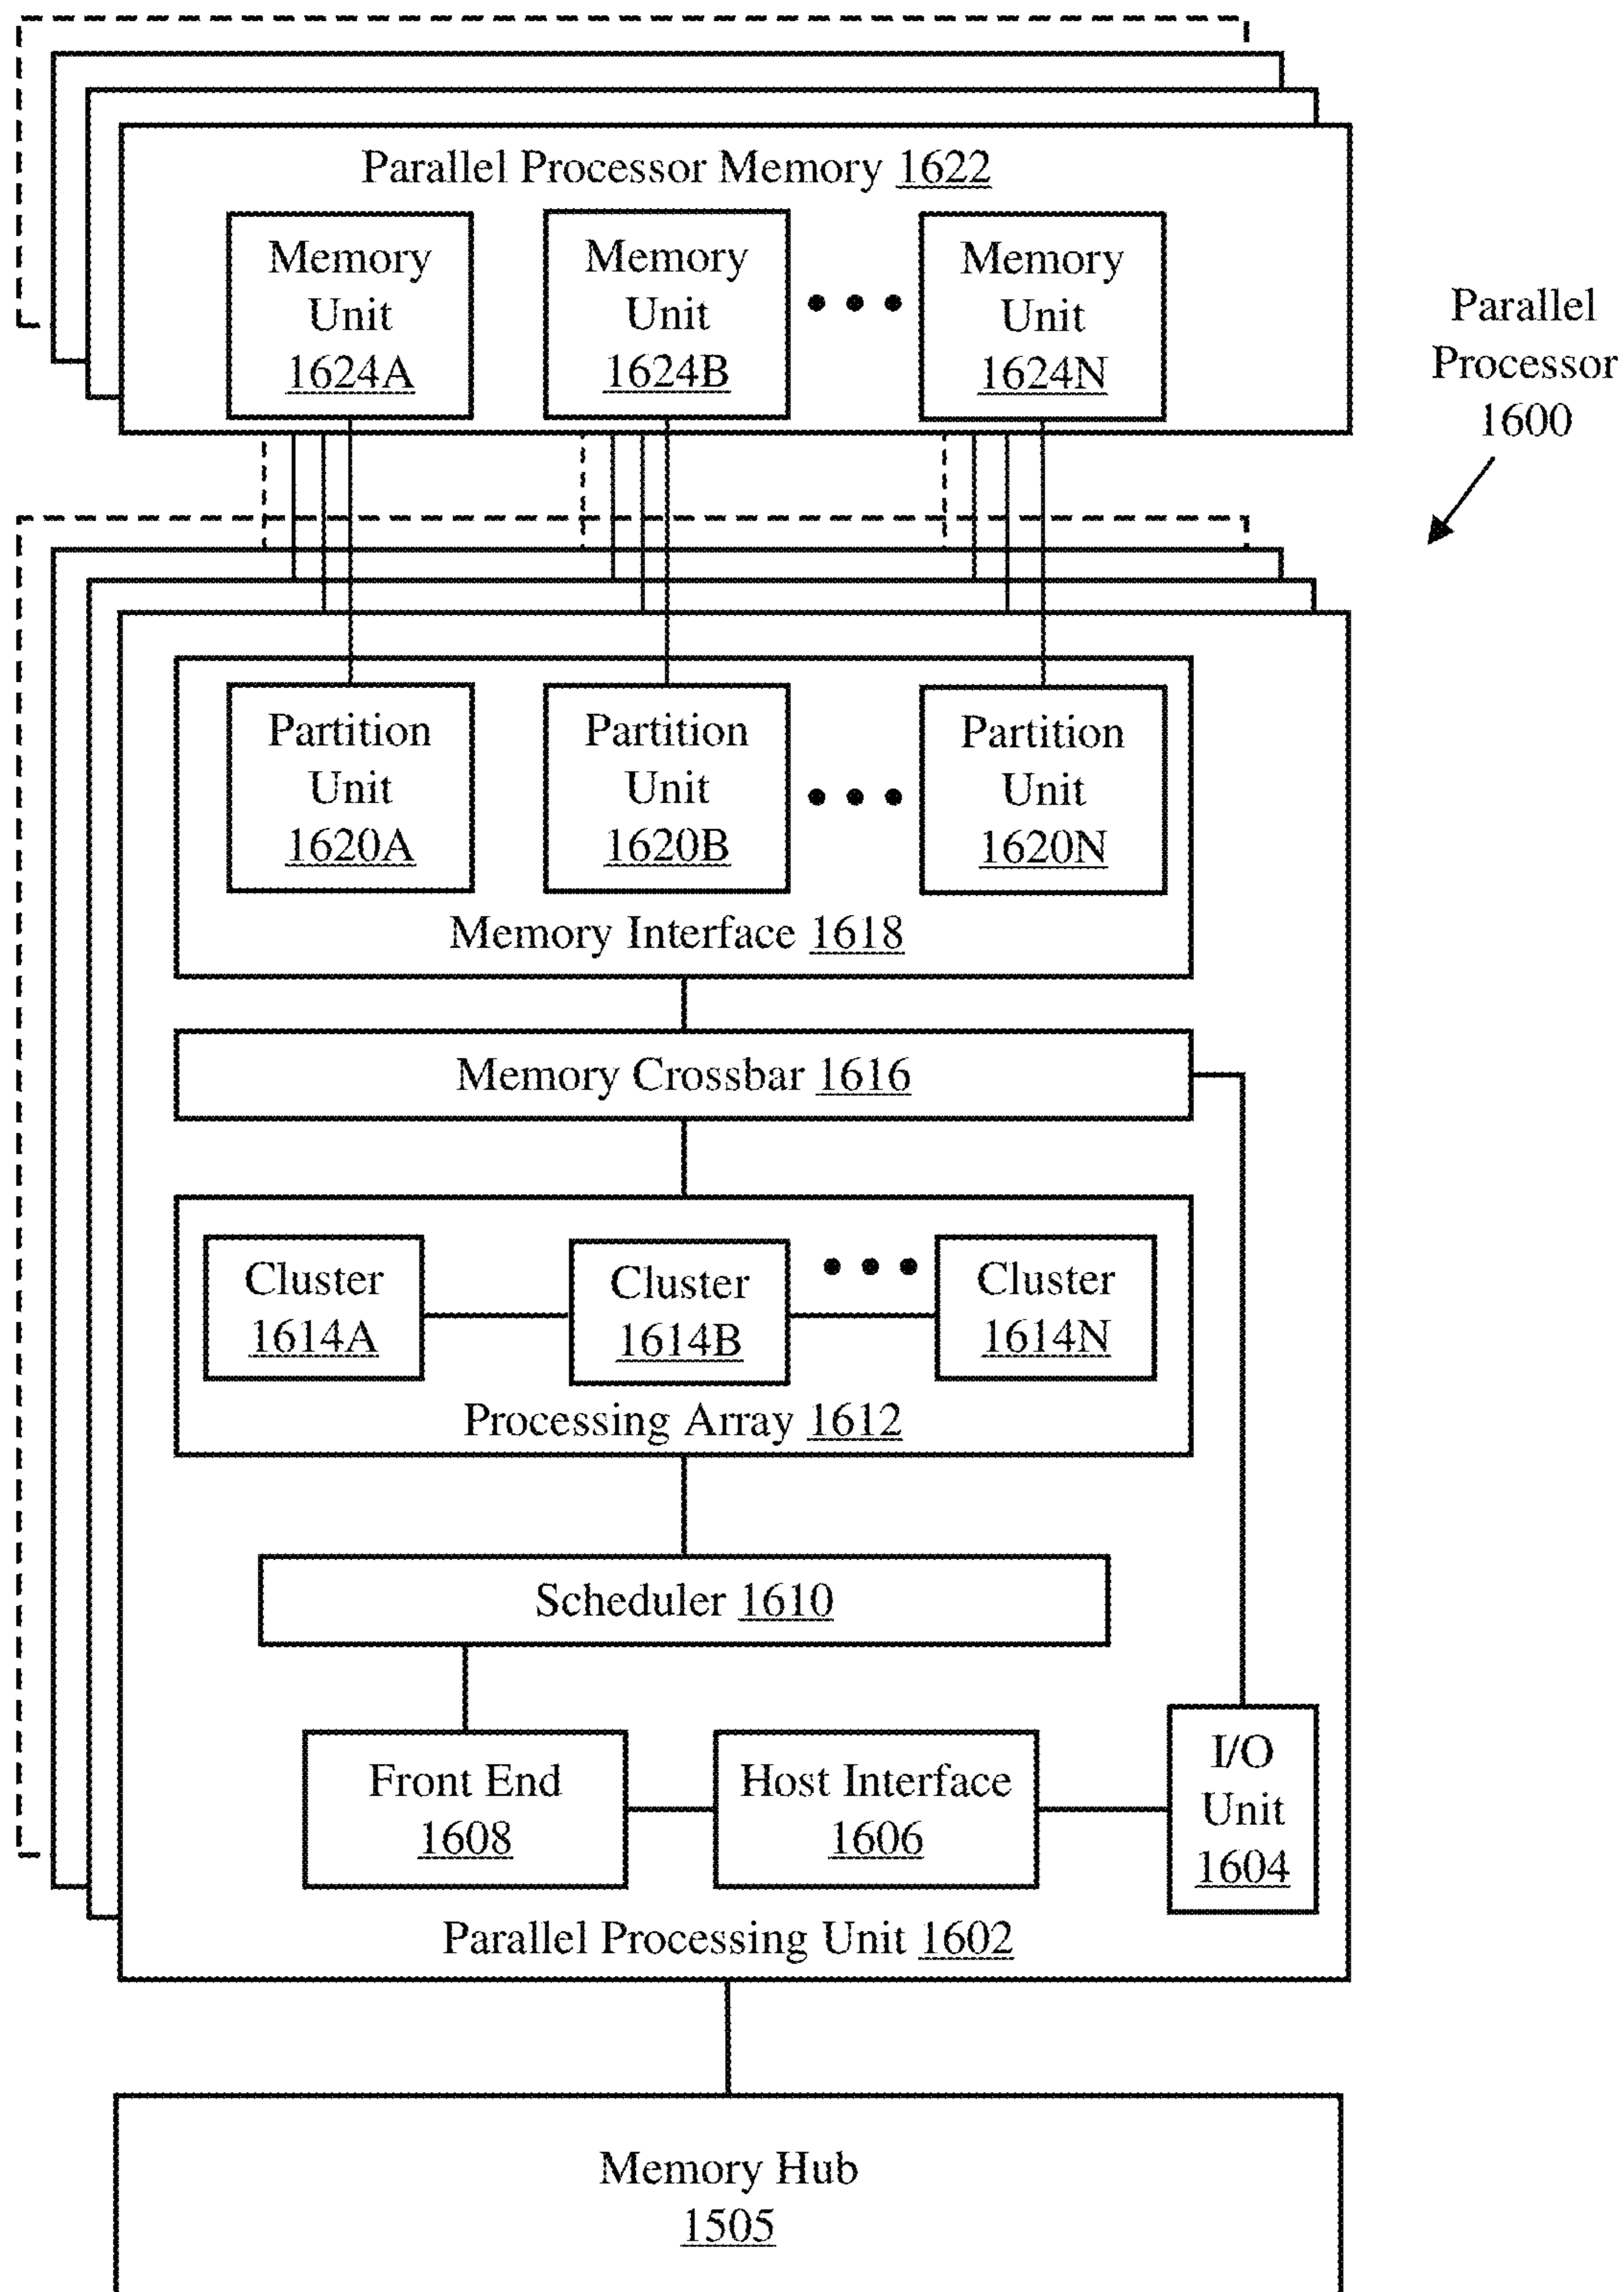 Parallel Processor Memory 1622
Memory
Unit
1624A
Memory
Unit
1624B
Memory
Unit
1624N
Parallel
Processor
1600
Partition
Unit
1620A
Partition
Unit
1620B
Partition
Unit
1620N
Memory Interface 1618
Memory Crossbar 1616
Cluster
1614A
Cluster
1614B
Cluster
1614N
Processing Array 1612
Scheduler 1610
Front End
1608
Host Interface
1606
I/O
Unit
1604
Parallel Processing Unit 1602
Memory Hub
1505